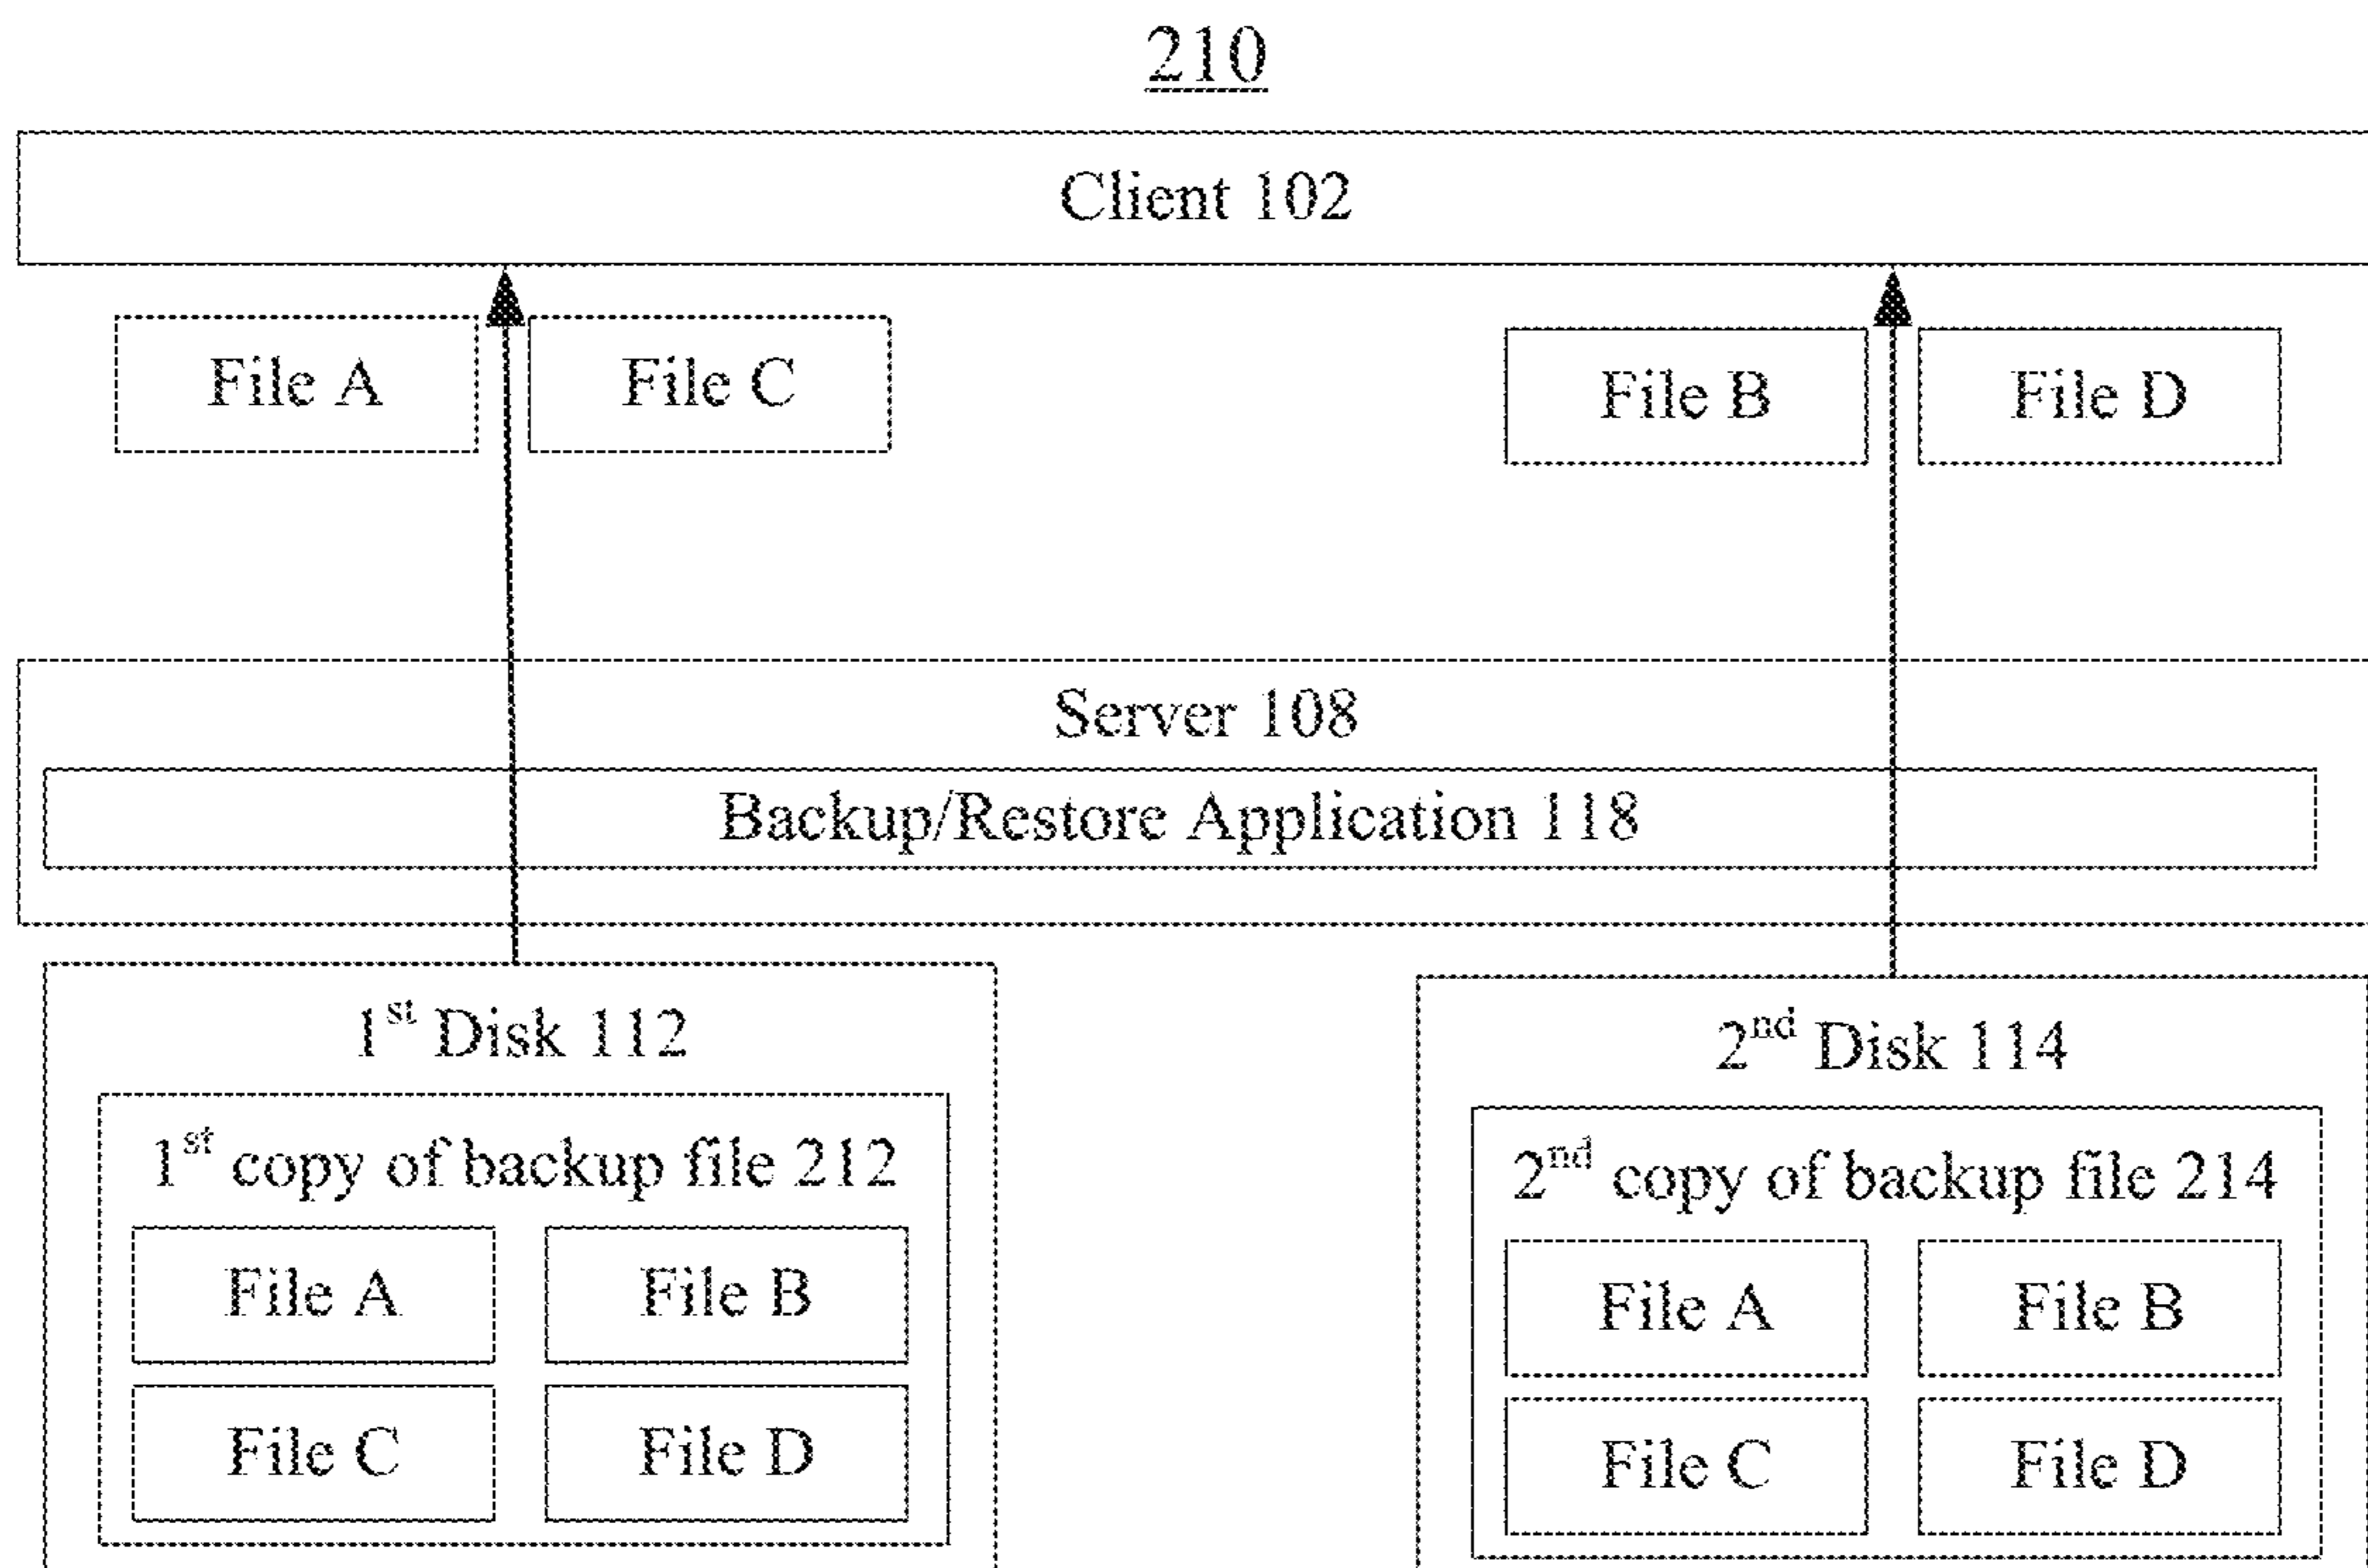 210
Client 102
File A
File C
File B
File D
Server 108
Backup/Restore Application 118
1st Disk 112
1st copy of backup file 212
File A
File B
File C
File D
2nd Disk 114
2nd copy of backup file 214
File A
File B
File C
File D